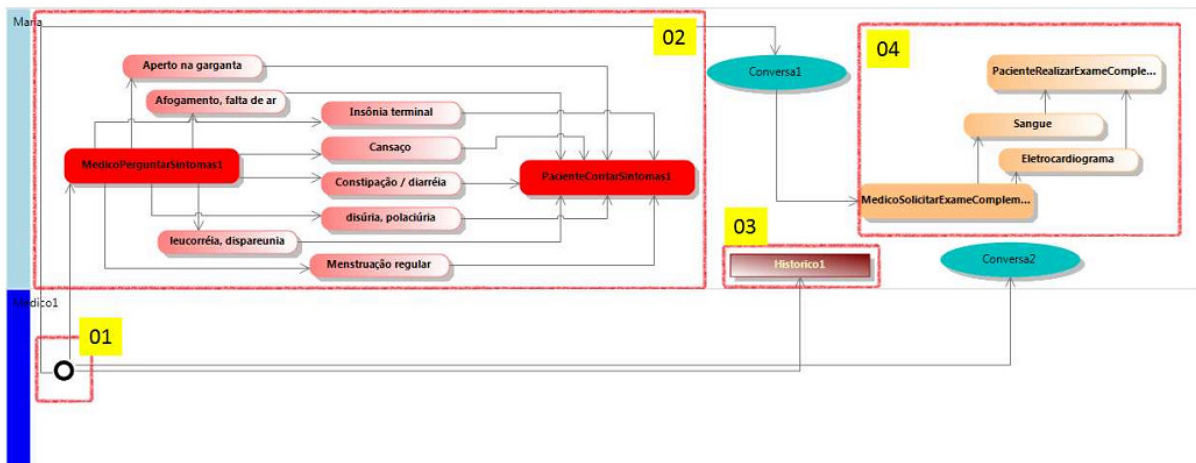 Maria
02
04
Aperto na garganta
Conversa1
PacienteRealizarExameComple...
Afogamento, falta de ar
Insônia terminal
Sangue
Cansaço
MedicoPerguntarSintomas1
Eletrocardiograma
Constipação / diarréia
PacienteContarSintomas1
MedicoSolicitarExameComplem...
disúria, polaciúria
leucorréia, dispareunia
03
Menstruação regular
Historico1
Conversa2
Medico1
01